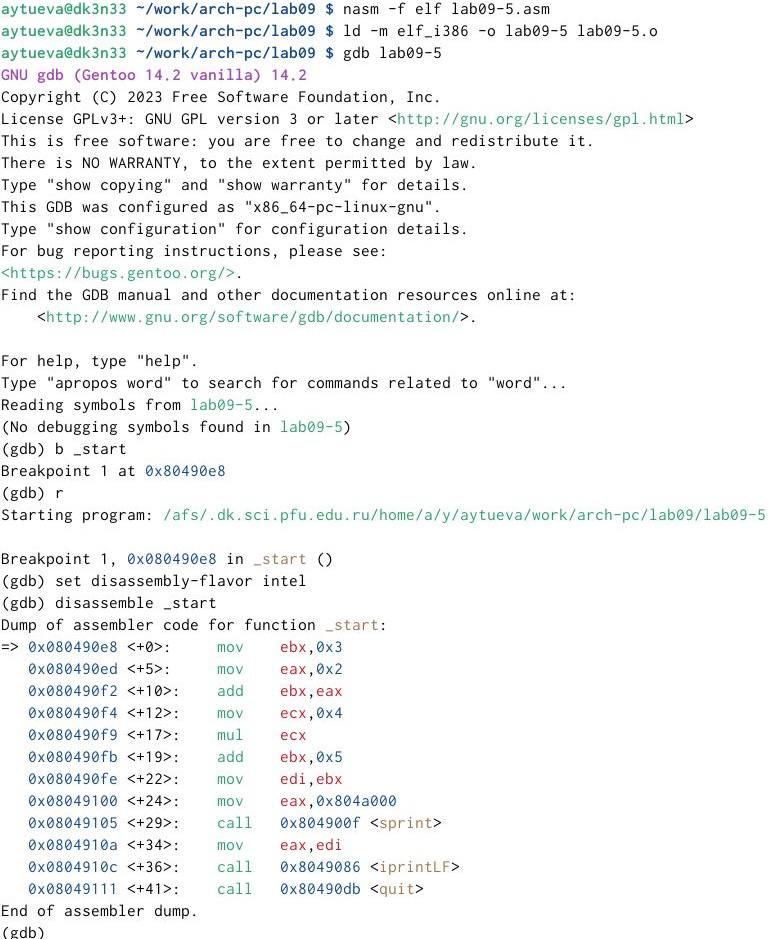 aytueva@dk3n33 ~/work/arch-pc/lab09 $ nasm -f elf lab09-5.asm
aytueva@dk3n33 ~/work/arch-pc/lab09 $ ld -m elf_i386 -o lab09-5 lab09-5.o
aytueva@dk3n33 ~/work/arch-pc/lab09 $ gdb lab09-5
GNU gdb (Gentoo 14.2 vanilla) 14.2
Copyright (C) 2023 Free Software Foundation, Inc.
License GPLv3+: GNU GPL version 3 or later <http://gnu.org/licenses/gpl.html>
This is free software: you are free to change and redistribute it.
There is NO WARRANTY, to the extent permitted by law.
Type "show copying" and "show warranty" for details.
This GDB was configured as "x86_64-pc-linux-gnu".
Type "show configuration" for configuration details.
For bug reporting instructions, please see:
<https://bugs.gentoo.org/>.
Find the GDB manual and other documentation resources online at:
    <http://www.gnu.org/software/gdb/documentation/>.

For help, type "help".
Type "apropos word" to search for commands related to "word"...
Reading symbols from lab09-5...
(No debugging symbols found in lab09-5)
(gdb) b _start
Breakpoint 1 at 0x80490e8
(gdb) r
Starting program: /afs/.dk.sci.pfu.edu.ru/home/a/y/aytueva/work/arch-pc/lab09/lab09-5

Breakpoint 1, 0x080490e8 in _start ()
(gdb) set disassembly-flavor intel
(gdb) disassemble _start
Dump of assembler code for function _start:
=> 0x080490e8 <+0>:     mov    ebx,0x3
   0x080490ed <+5>:     mov    eax,0x2
   0x080490f2 <+10>:    add    ebx,eax
   0x080490f4 <+12>:    mov    ecx,0x4
   0x080490f9 <+17>:    mul    ecx
   0x080490fb <+19>:    add    ebx,0x5
   0x080490fe <+22>:    mov    edi,ebx
   0x08049100 <+24>:    mov    eax,0x804a000
   0x08049105 <+29>:    call   0x804900f <sprint>
   0x0804910a <+34>:    mov    eax,edi
   0x0804910c <+36>:    call   0x8049086 <iprintLF>
   0x08049111 <+41>:    call   0x80490db <quit>
End of assembler dump.
(gdb)